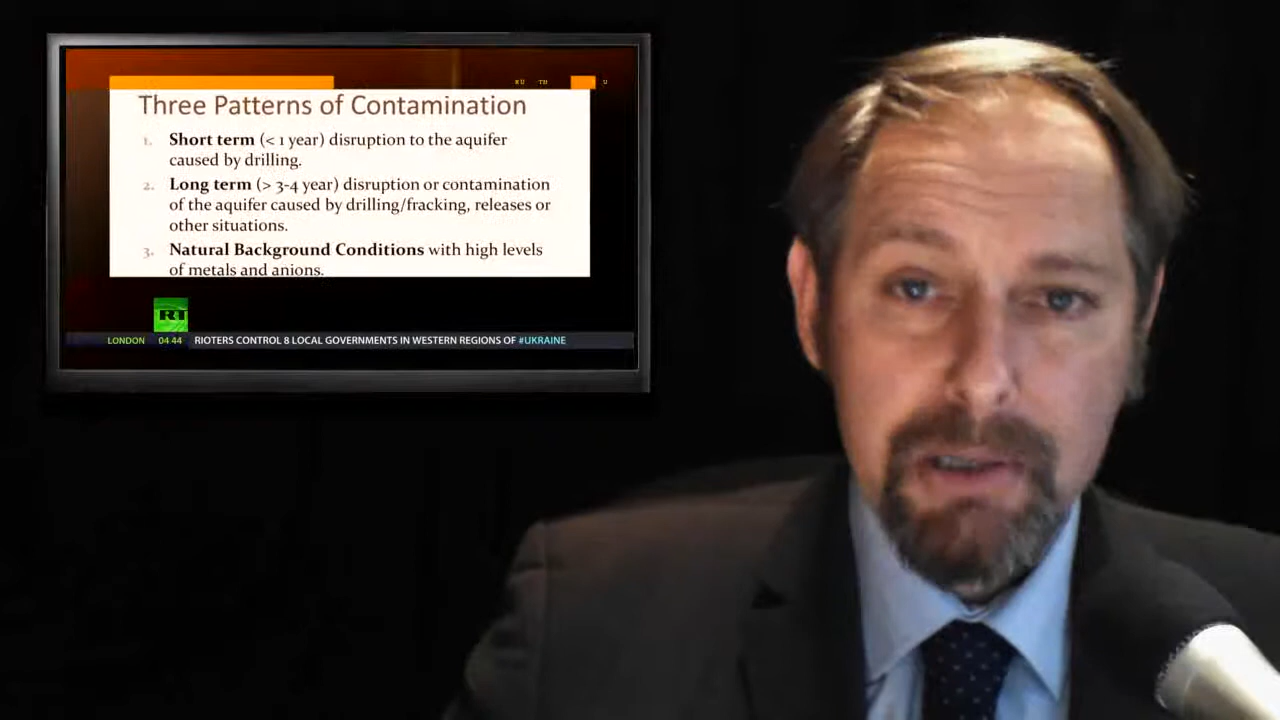 Three Patterns of Contamination
1. Short term (< 1 year) disruption to the aquifer
caused by drilling.
2. Long term (> 3-4 year) disruption or contamination
of the aquifer caused by drilling/fracking, releases or
other situations.
3. Natural Background Conditions with high levels
of metals and anions.
RT
LONDON 04 44 RIOTERS CONTROL 8 LOCAL GOVERNMENTS IN WESTERN REGIONS OF #UKRAINE